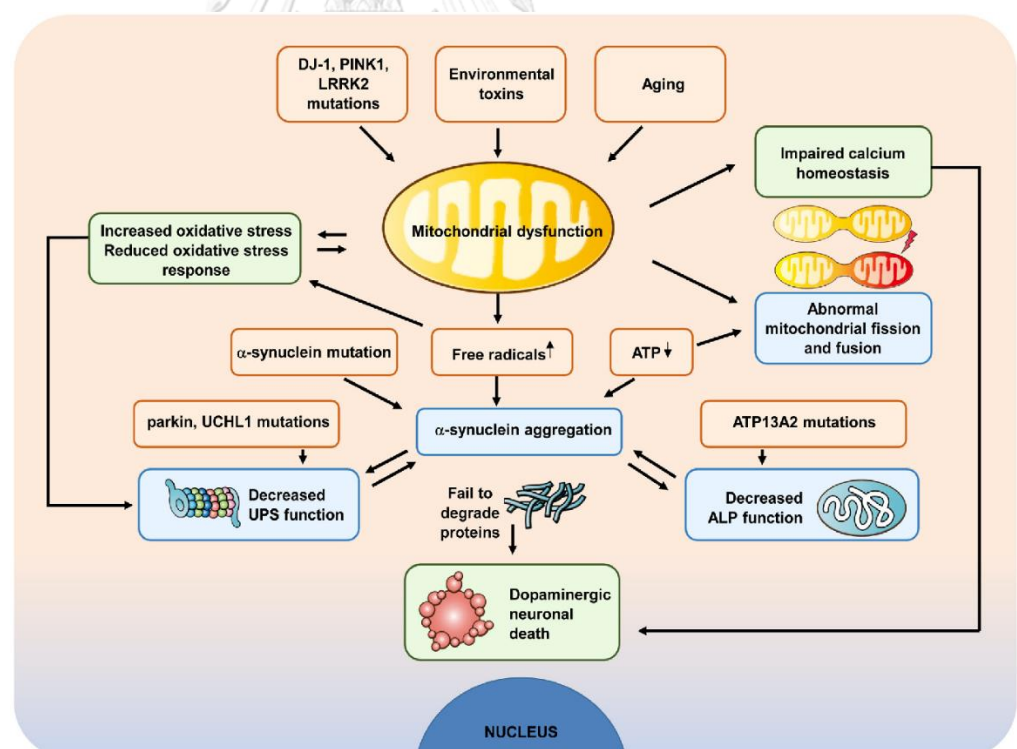 DJ-1, PINK1,
LRRK2
mutations
Environmental
toxins
Aging
Impaired calcium
homeostasis
Mitochondrial dysfunction
Increased oxidative stress
Reduced oxidative stress
response
Abnormal
mitochondrial fission
and fusion
α-synuclein mutation
Free radicals↑
ATP↓
parkin, UCHL1 mutations
α-synuclein aggregation
ATP13A2 mutations
Decreased
UPS function
Fail to
degrade
proteins
Decreased
ALP function
Dopaminergic
neuronal
death
NUCLEUS